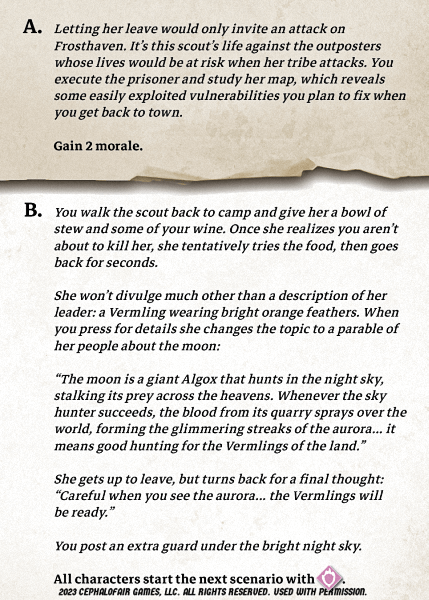 A. Letting her leave would only invite an attack on
Frosthaven. It's this scout's life against the outposters
whose lives would be at risk when her tribe attacks. You
execute the prisoner and study her map, which reveals
some easily exploited vulnerabilities you plan to fix when
you get back to town.
Gain 2 morale.
B. You walk the scout back to camp and give her a bowl of
stew and some of your wine. Once she realizes you aren't
about to kill her, she tentatively tries the food, then goes
back for seconds.
She won't divulge much other than a description of her
leader: a Vermling wearing bright orange feathers. When
you press for details she changes the topic to a parable of
her people about the moon:
“The moon is a giant Algox that hunts in the night sky,
stalking its prey across the heavens. Whenever the sky
hunter succeeds, the blood from its quarry sprays over the
world, forming the glimmering streaks of the aurora... it
means good hunting for the Vermlings of the land.”
She gets up to leave, but turns back for a final thought:
“Careful when you see the aurora... the Vermlings will
be ready.”
You post an extra guard under the bright night sky.
All characters start the next scenario with .
2023 CEPHALOFAIR GAMES, LLC. ALL RIGHTS RESERVED. USED WITH PERMISSION.